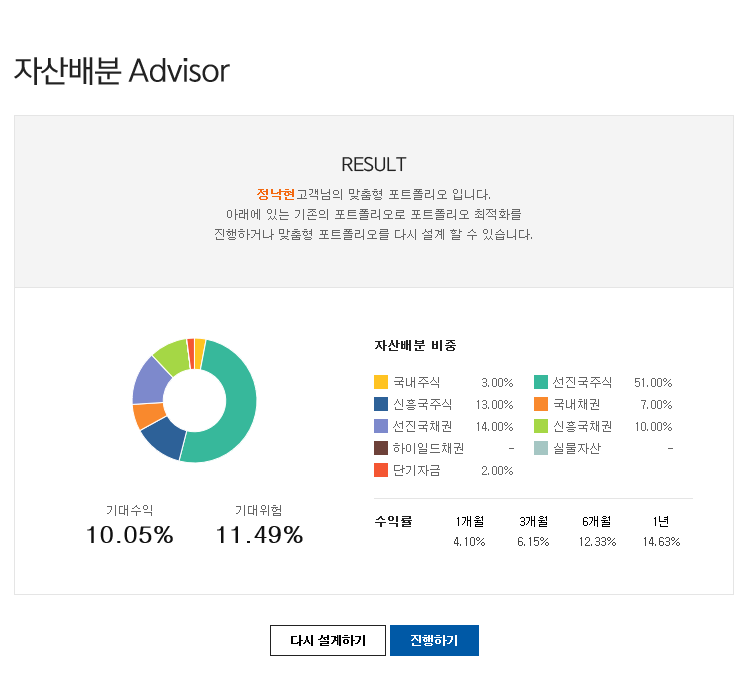 자산배분 Advisor
RESULT
정낙현고객님의 맞춤형 포트폴리오 입니다.
아래에 있는 기존의 포트폴리오로 포트폴리오 최적화를
진행하거나 맞춤형 포트폴리오를 다시 설계 할 수 있습니다.
자산배분 비중
국내주식 3.00% 선진국주식 51.00%
신흥국주식 13.00% 국내채권 7.00%
선진국채권 14.00% 신흥국채권 10.00%
하이일드채권 - 실물자산 -
단기자금 2.00%
기대수익 기대위험
10.05% 11.49%
수익률 1개월 3개월 6개월 1년
4.10% 6.15% 12.33% 14.63%
다시 설계하기 진행하기